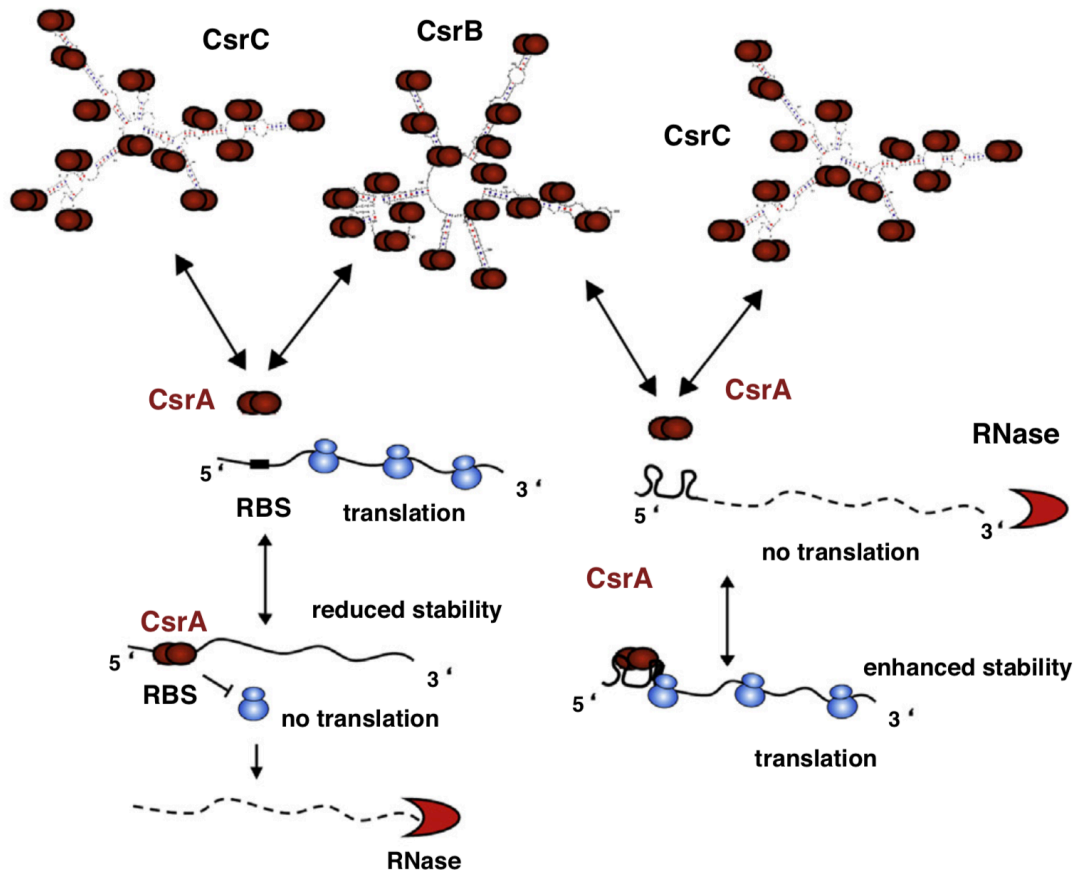 CsrC
CsrB
CsrC
CsrA
5 ‘
3 ‘
RBS
translation
CsrA
reduced stability
5 ‘
3 ‘
RBS
no translation
RNase
CsrA
RNase
5 ‘
3 ‘
no translation
CsrA
enhanced stability
5 ‘
3 ‘
translation